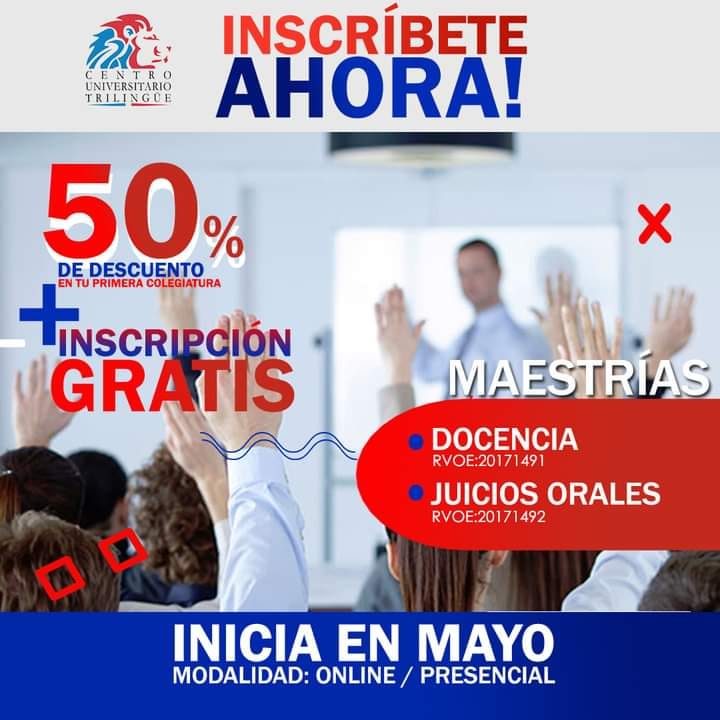 CENTRO
UNIVERSITARIO
TRILINGÜE
INSCRÍBETE
AHORA!
50%
DE DESCUENTO
EN TU PRIMERA COLEGIATURA
+
INSCRIPCIÓN
GRATIS
MAESTRÍAS
DOCENCIA
RVOE:20171491
JUICIOS ORALES
RVOE:20171492
INICIA EN MAYO
MODALIDAD: ONLINE / PRESENCIAL